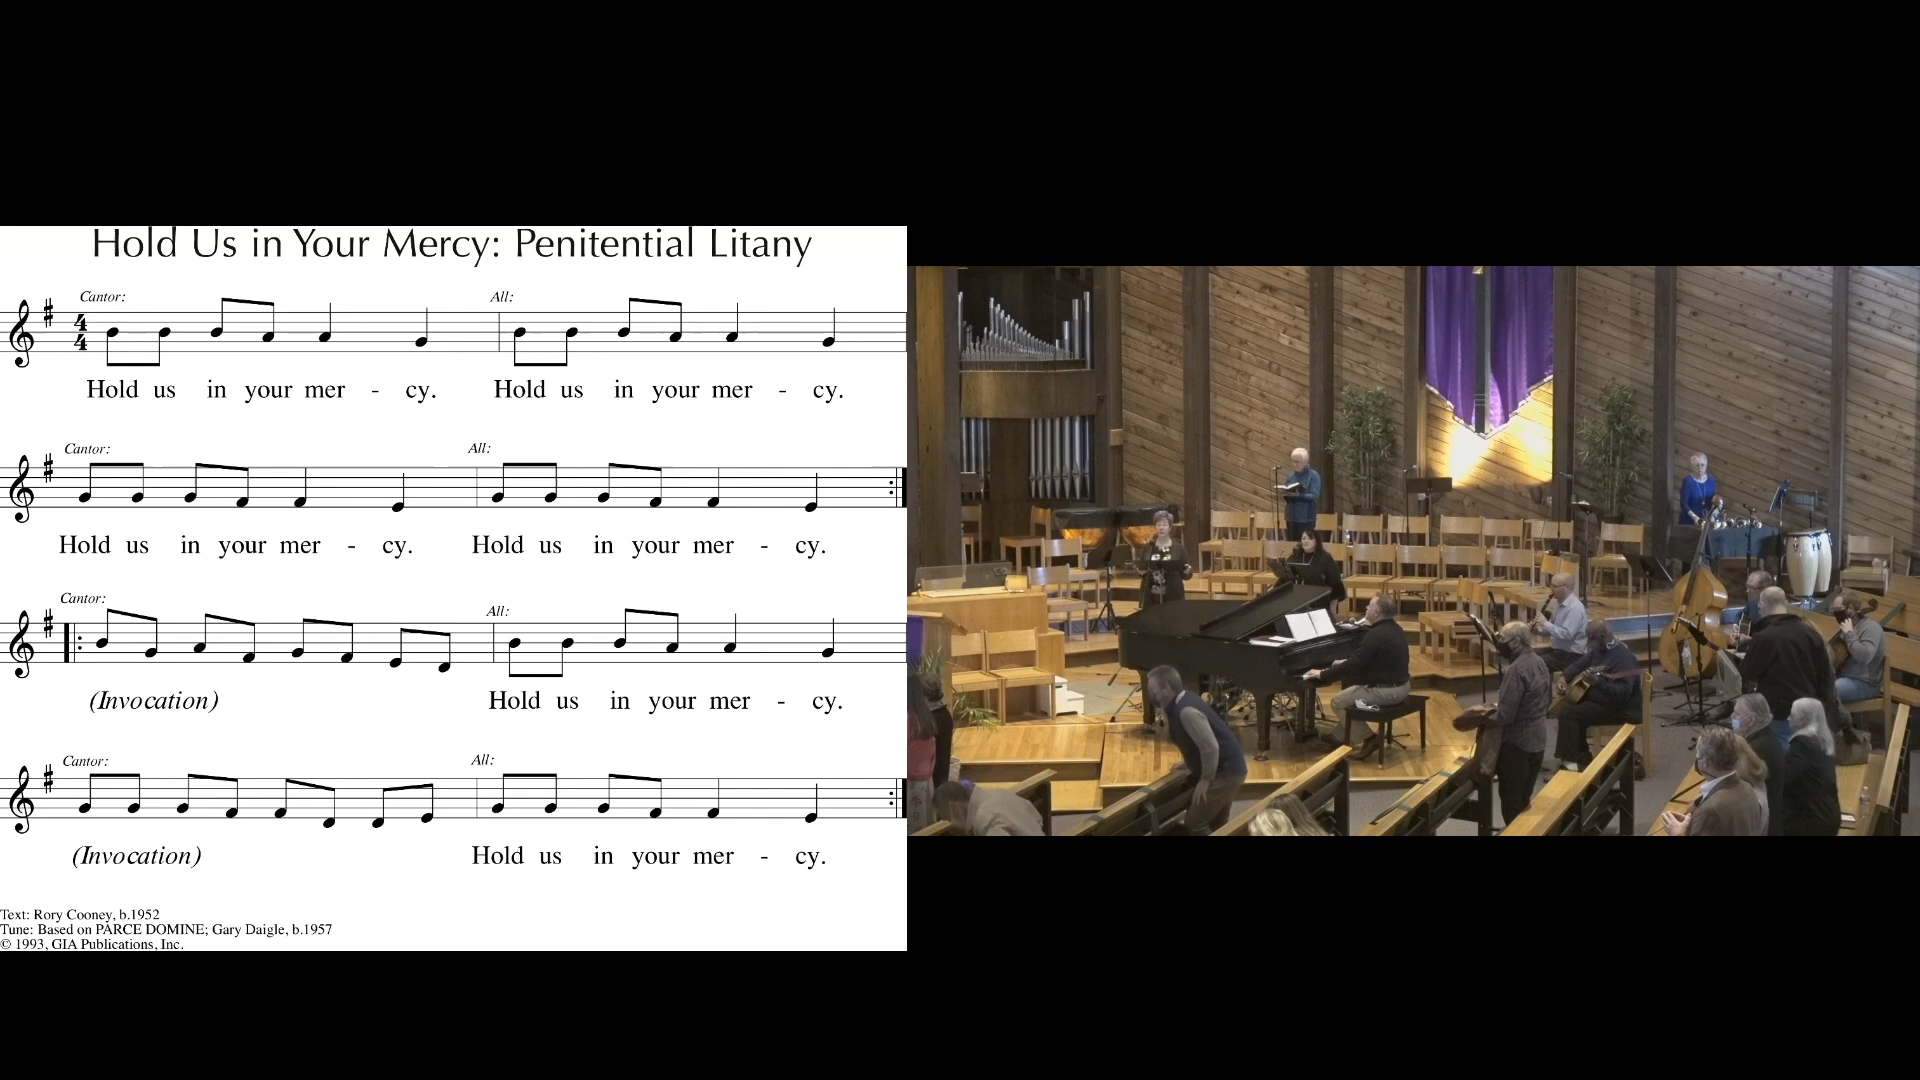 Hold Us in Your Mercy: Penitential Litany
Cantor: All:
4
4
Hold us in your mer - cy. Hold us in your mer - cy.
Cantor: All:
Hold us in your mer - cy. Hold us in your mer - cy.
Cantor: All:
(Invocation) Hold us in your mer - cy.
Cantor: All:
(Invocation) Hold us in your mer - cy.
Text: Rory Cooney, b.1952
Tune: Based on PARCE DOMINE; Gary Daigle, b.1957
© 1993, GIA Publications, Inc.